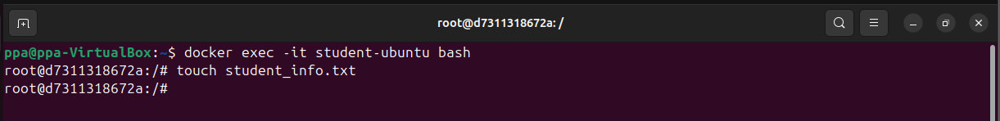 root@d7311318672a: /
ppa@ppa-VirtualBox:~$ docker exec -it student-ubuntu bash
root@d7311318672a:/# touch student_info.txt
root@d7311318672a:/#